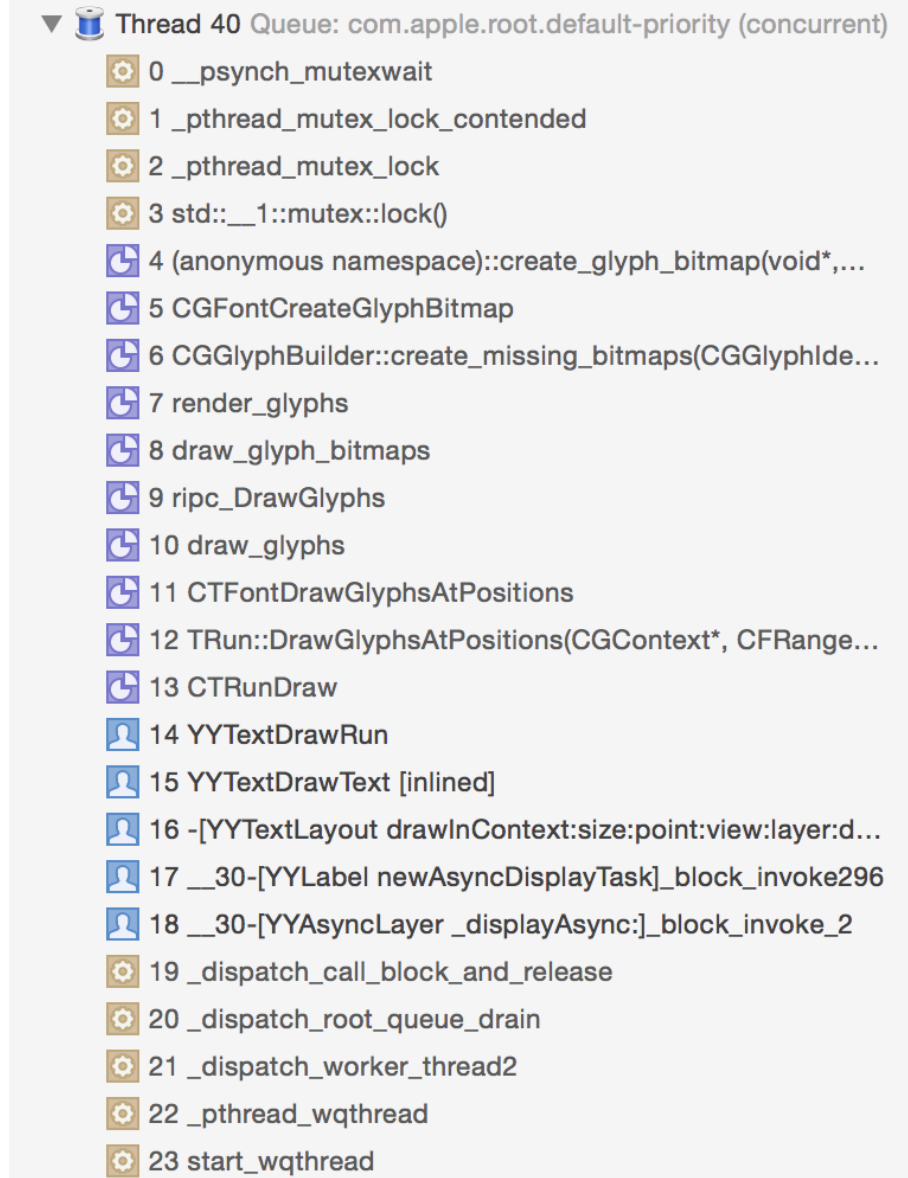 Thread 40 Queue: com.apple.root.default-priority (concurrent)
0 __psynch_mutexwait
1 _pthread_mutex_lock_contended
2 _pthread_mutex_lock
3 std::__1::mutex::lock()
4 (anonymous namespace)::create_glyph_bitmap(void*,...
5 CGFontCreateGlyphBitmap
6 CGGlyphBuilder::create_missing_bitmaps(CGGlyphIde...
7 render_glyphs
8 draw_glyph_bitmaps
9 ripc_DrawGlyphs
10 draw_glyphs
11 CTFontDrawGlyphsAtPositions
12 TRun::DrawGlyphsAtPositions(CGContext*, CFRange...
13 CTRunDraw
14 YYTextDrawRun
15 YYTextDrawText [inlined]
16 -[YYTextLayout drawInContext:size:point:view:layer:d...
17 __30-[YYLabel newAsyncDisplayTask]_block_invoke296
18 __30-[YYAsyncLayer _displayAsync:]_block_invoke_2
19 _dispatch_call_block_and_release
20 _dispatch_root_queue_drain
21 _dispatch_worker_thread2
22 _pthread_wqthread
23 start_wqthread